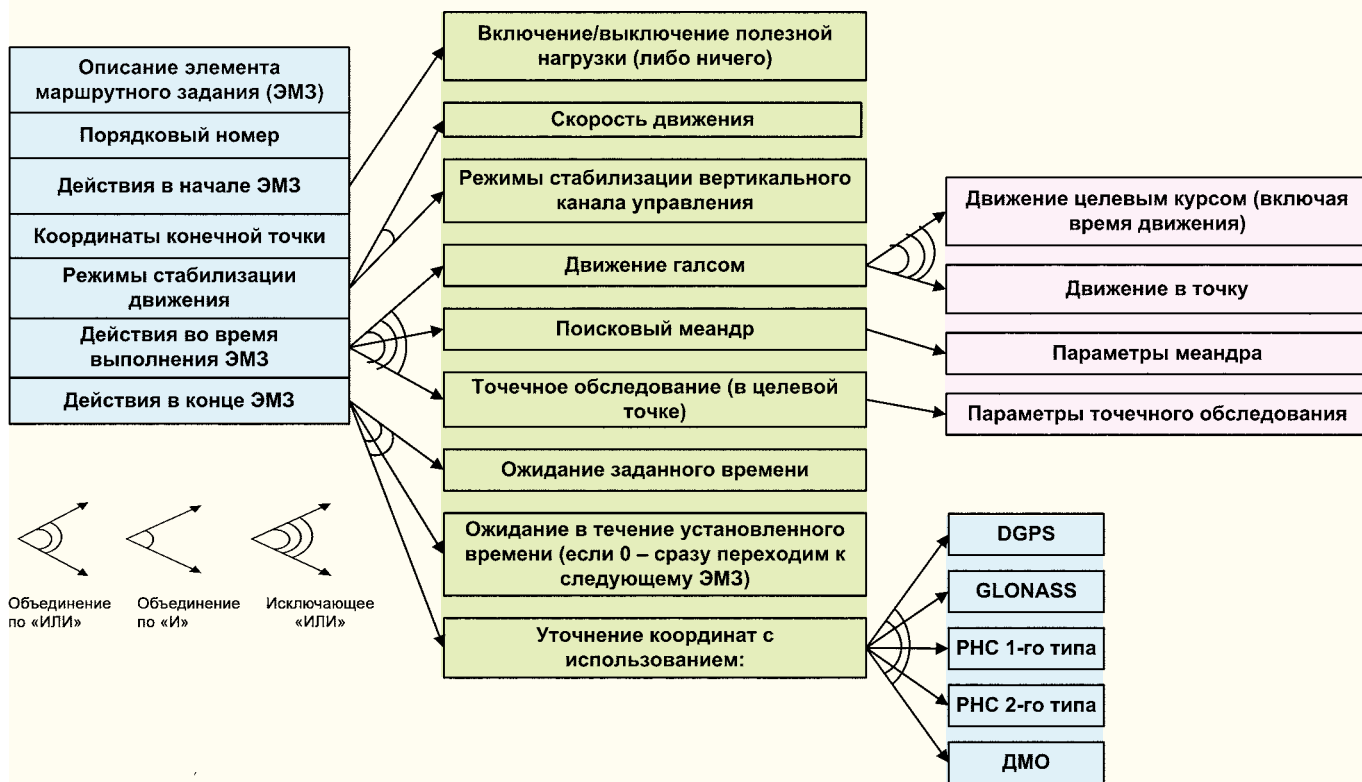 Описание элемента
маршрутного задания (ЭМЗ)
Порядковый номер
Действия в начале ЭМЗ
Координаты конечной точки
Режимы стабилизации
движения
Действия во время
выполнения ЭМЗ
Действия в конце ЭМЗ
Включение/выключение полезной
нагрузки (либо ничего)
Скорость движения
Режимы стабилизации вертикального
канала управления
Движение галсом
Поисковый меандр
Точечное обследование (в целевой
точке)
Ожидание заданного времени
Ожидание в течение установленного
времени (если 0 – сразу переходим к
следующему ЭМЗ)
Уточнение координат с
использованием:
Движение целевым курсом (включая
время движения)
Движение в точку
Параметры меандра
Параметры точечного обследования
DGPS
GLONASS
РНС 1-го типа
РНС 2-го типа
ДМО
Объединение
по «ИЛИ»
Объединение
по «И»
Исключающее
«ИЛИ»